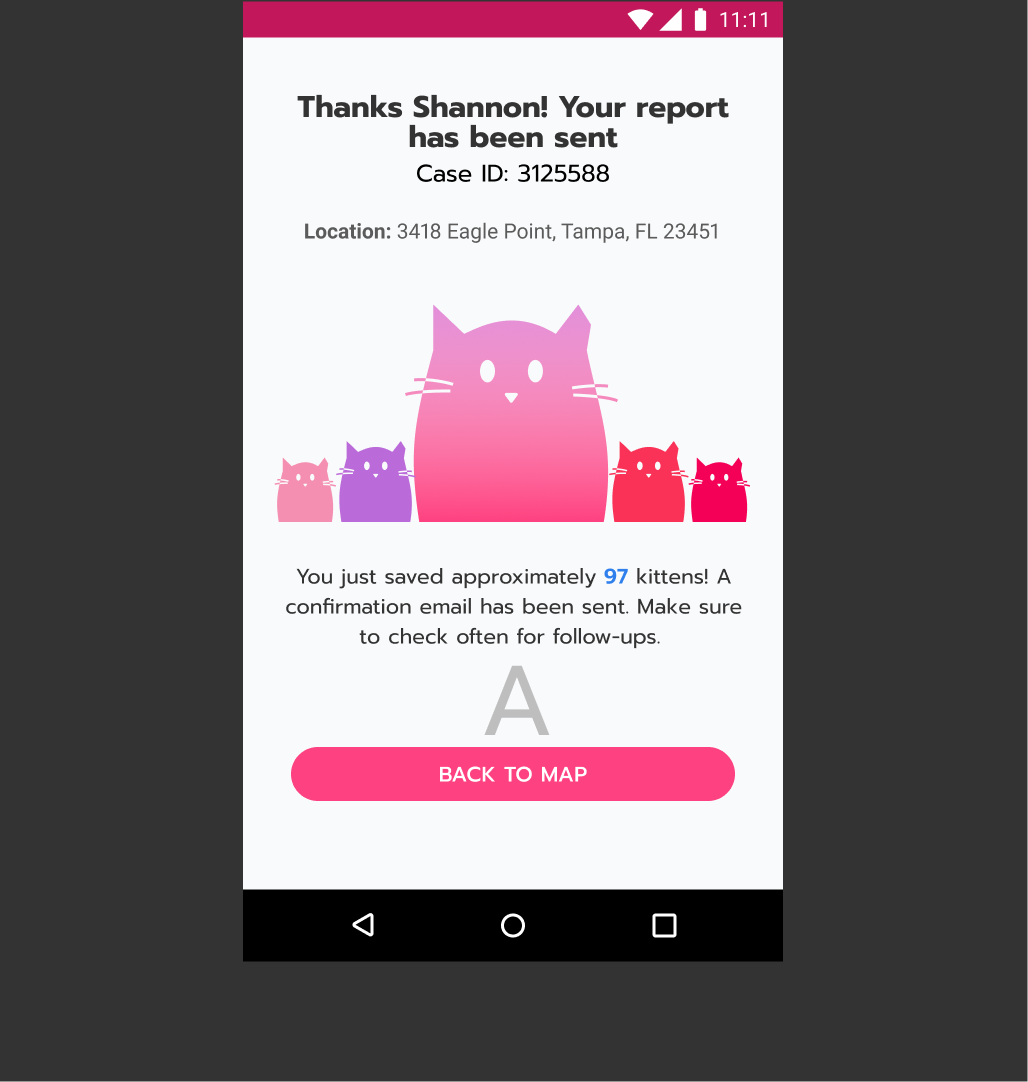 11:11
Thanks Shannon! Your report
has been sent
Case ID: 3125588
Location: 3418 Eagle Point, Tampa, FL 23451
You just saved approximately 97 kittens! A
confirmation email has been sent. Make sure
to check often for follow-ups.
A
BACK TO MAP